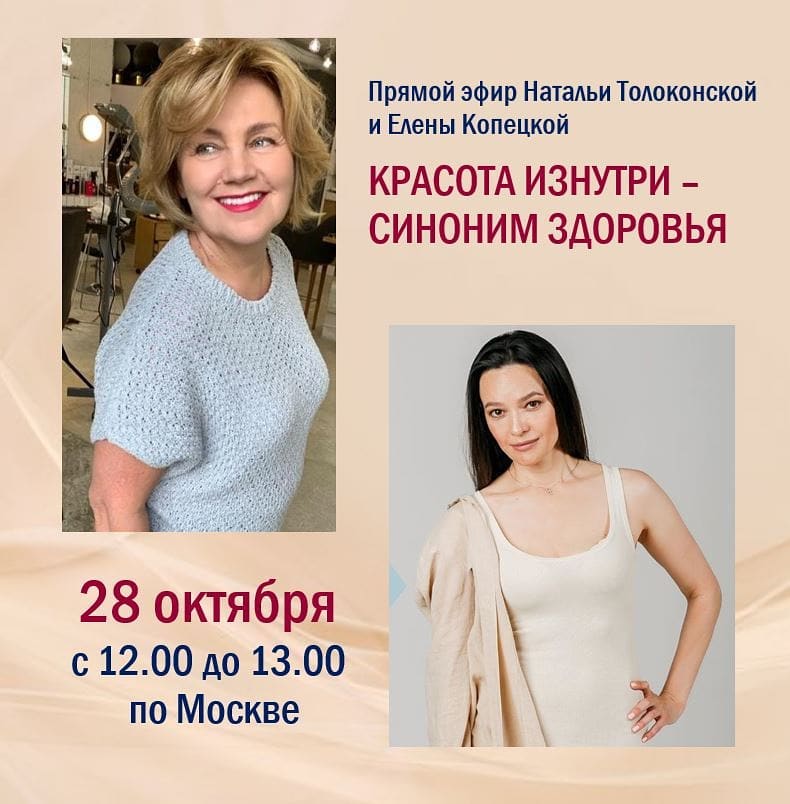 Прямой эфир Натальи Толоконской
и Елены Копецкой
КРАСОТА ИЗНУТРИ –
СИНОНИМ ЗДОРОВЬЯ
28 октября
с 12.00 до 13.00
по Москве